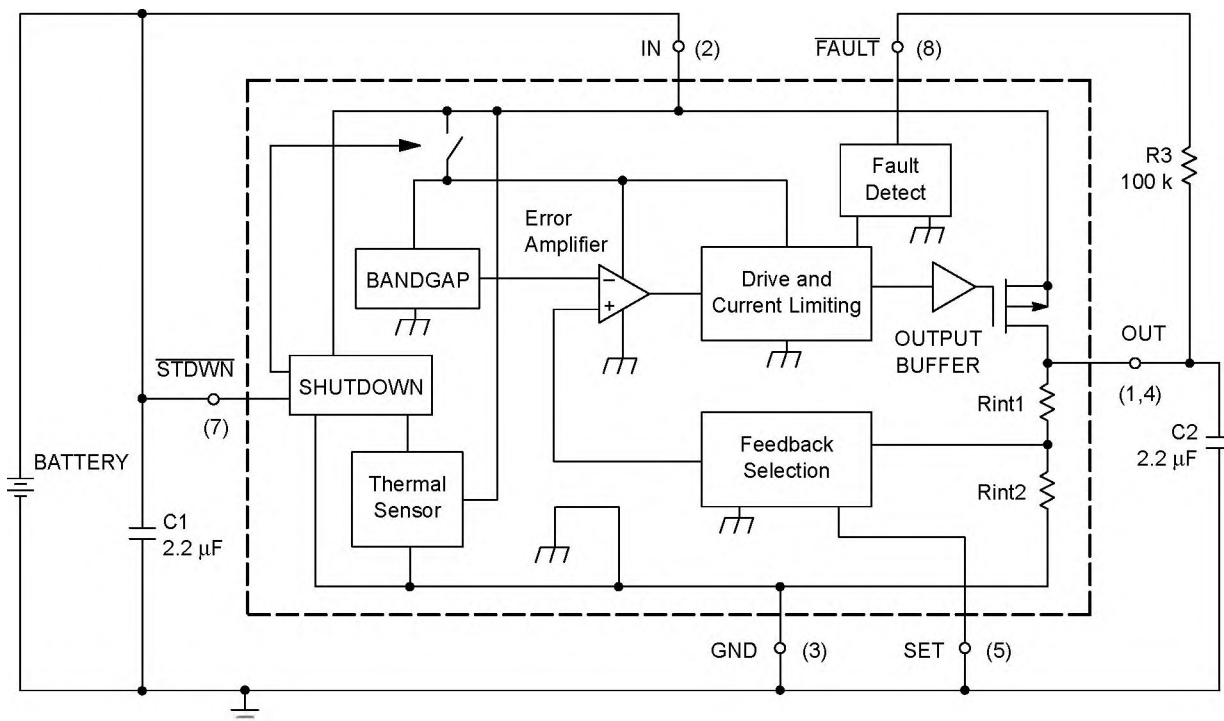 IN (2)
FAULT (8)
R3
100 k
Fault
Detect
Error
Amplifier
BANDGAP
−
+
Drive and
Current Limiting
OUTPUT
BUFFER
OUT
(1,4)
STDWN
(7)
SHUTDOWN
Rint1
Feedback
Selection
C2
2.2 μF
BATTERY
Thermal
Sensor
Rint2
C1
2.2 μF
GND (3)
SET (5)